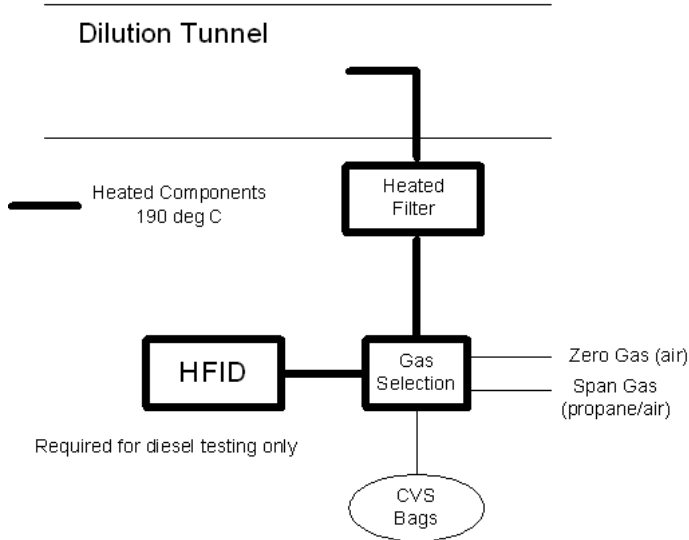 Dilution Tunnel
Heated Components
190 deg C
Heated
Filter
HFID
Gas
Selection
Zero Gas (air)
Span Gas
(propane/air)
Required for diesel testing only
CVS
Bags